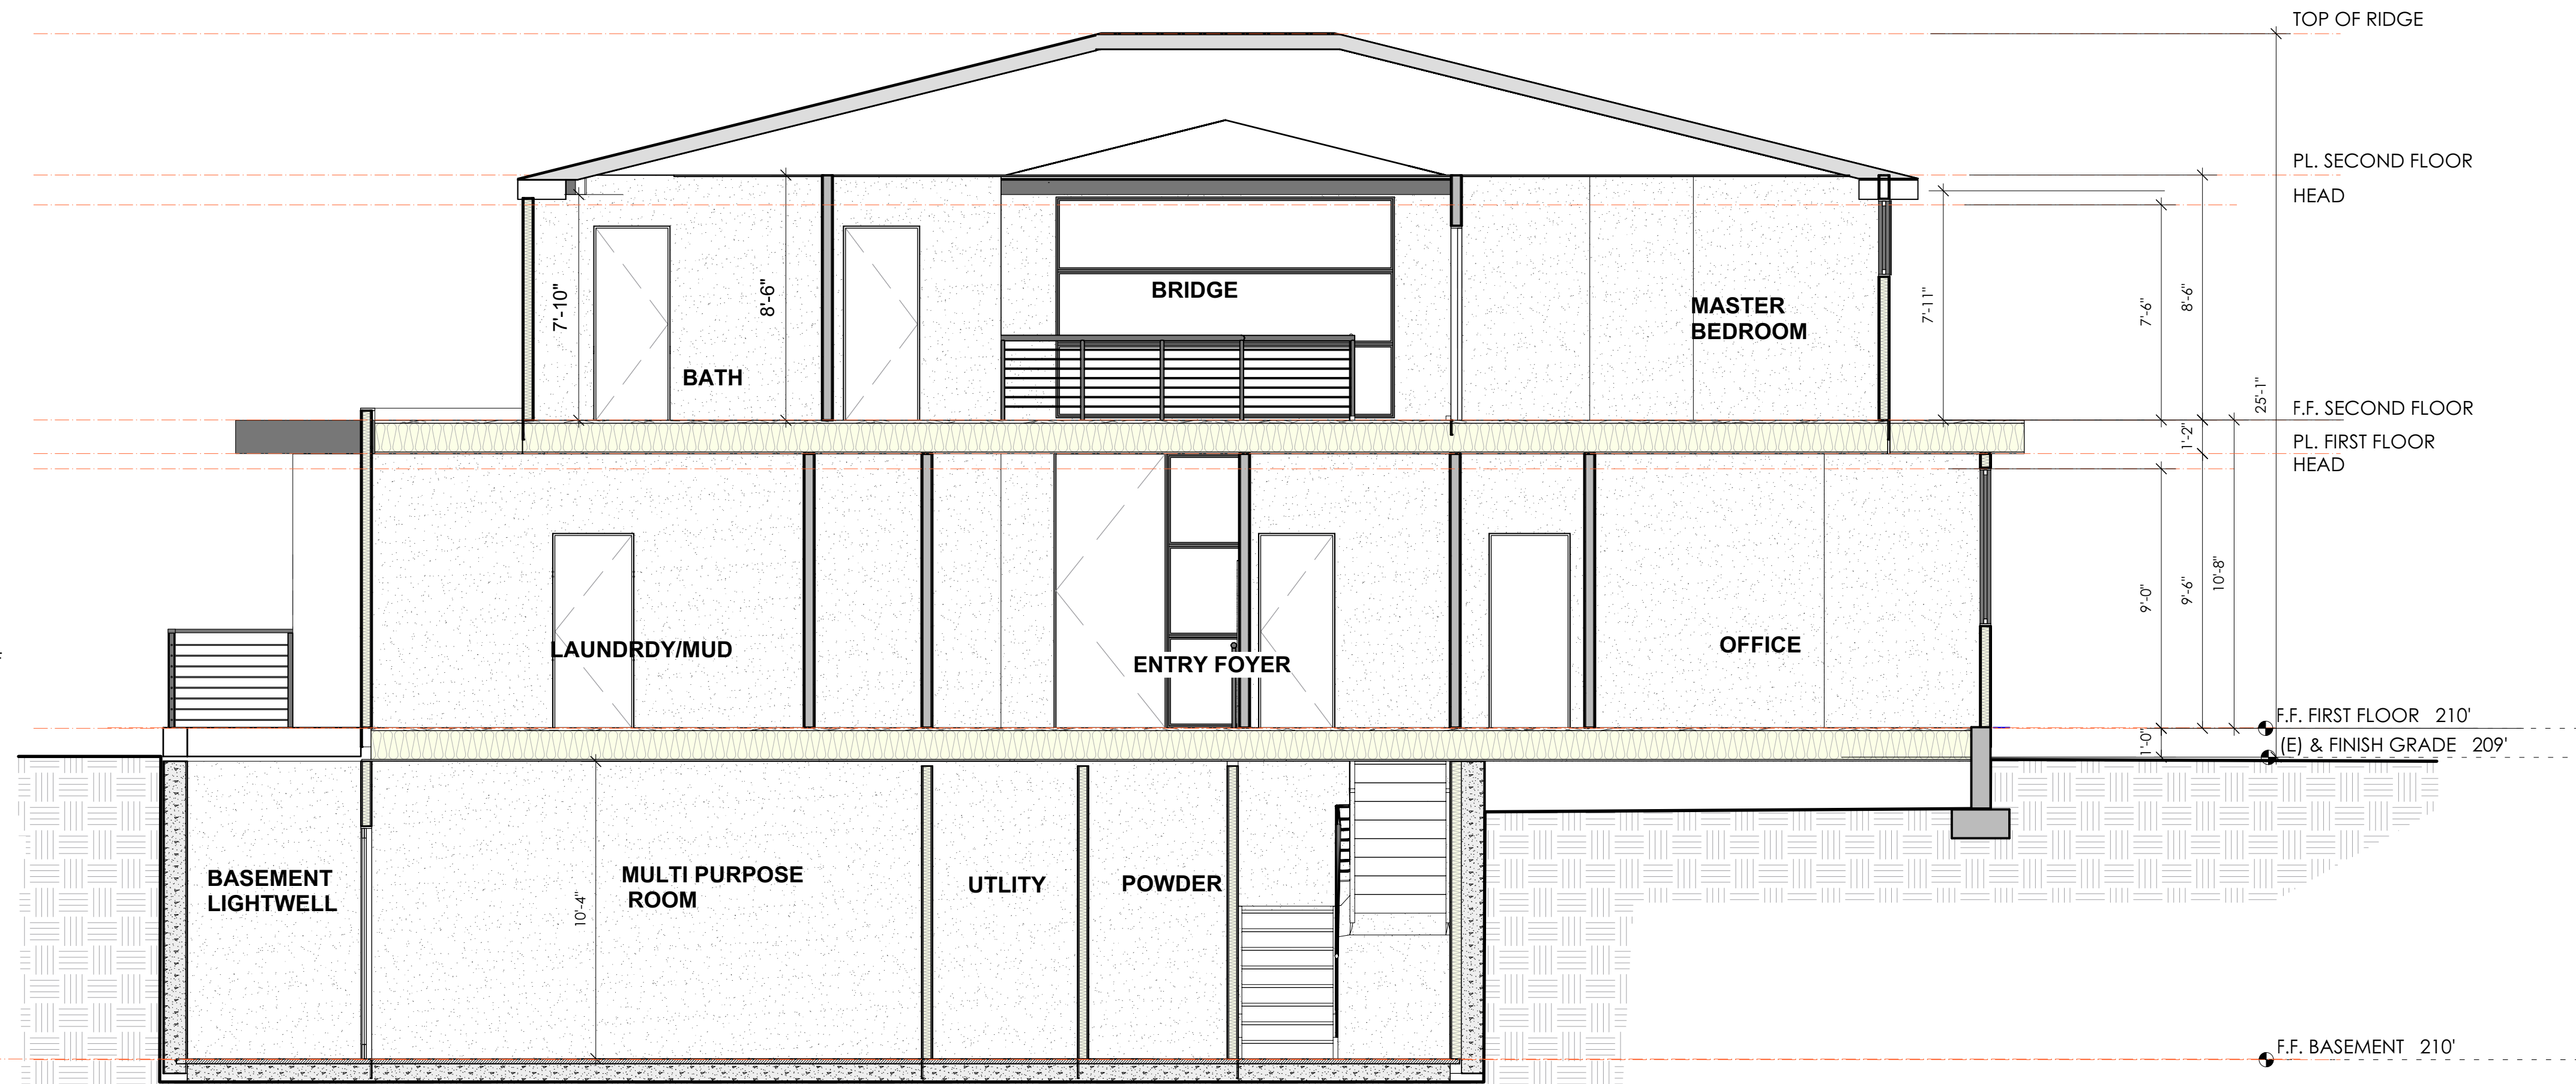 TOP OF RIDGE
PL. SECOND FLOOR
HEAD
BRIDGE
MASTER
BEDROOM
BATH
7'-10"
8'-6"
7'-11"
7'-6"
8'-6"
25'-1"
F.F. SECOND FLOOR
1'-2"
PL. FIRST FLOOR
HEAD
LAUNDRDY/MUD
ENTRY FOYER
OFFICE
9'-0"
9'-6"
10'-8"
F.F. FIRST FLOOR 210'
1'-0"
(E) & FINISH GRADE 209'
BASEMENT
LIGHTWELL
MULTI PURPOSE
ROOM
10'-4"
UTLITY
POWDER
F.F. BASEMENT 210'